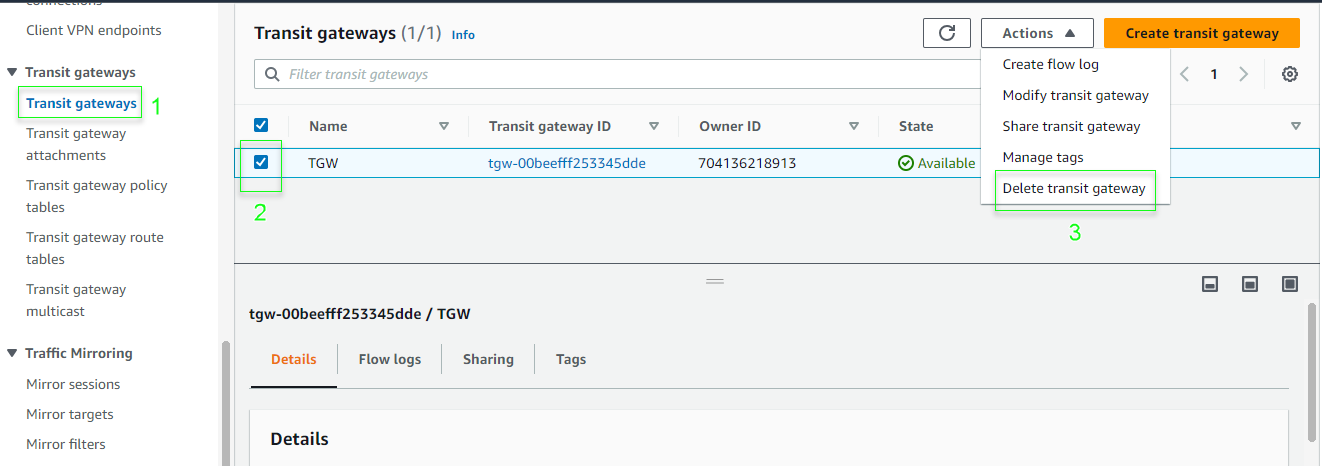 connections
Client VPN endpoints
Transit gateways
Transit gateways
1
Transit gateway
attachments
Transit gateway policy
tables
Transit gateway route
tables
Transit gateway
multicast
Traffic Mirroring
Mirror sessions
Mirror targets
Mirror filters
Transit gateways (1/1) Info
Actions
Create transit gateway
Filter transit gateways
1
Create flow log
Modify transit gateway
Share transit gateway
Manage tags
Delete transit gateway
3
Name Transit gateway ID Owner ID State
TGW tgw-00beefff253345dde 704136218913 Available
2
tgw-00beefff253345dde / TGW
Details Flow logs Sharing Tags
Details